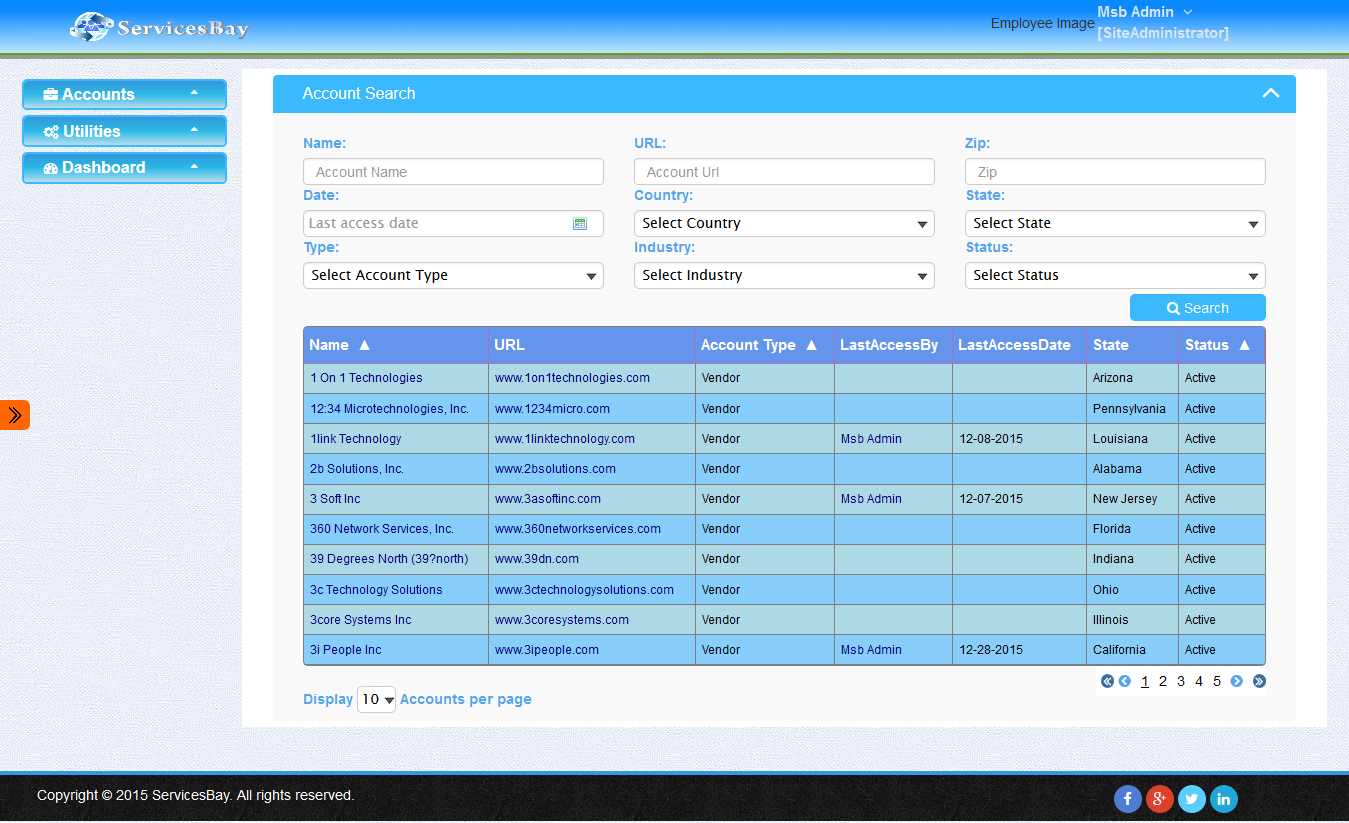 ServicesBay
Employee Image
Msb Admin
[SiteAdministrator]
Accounts
Utilities
Dashboard
Account Search
Name: URL: Zip:
Account Name Account Url Zip
Date: Country: State:
Last access date Select Country Select State
Type: Industry: Status:
Select Account Type Select Industry Select Status
Search
Name ▲ URL Account Type ▲ LastAccessBy LastAccessDate State Status ▲
1 On 1 Technologies www.1on1technologies.com Vendor Arizona Active
12:34 Microtechnologies, Inc. www.1234micro.com Vendor Pennsylvania Active
1link Technology www.1linktechnology.com Vendor Msb Admin 12-08-2015 Louisiana Active
2b Solutions, Inc. www.2bsolutions.com Vendor Alabama Active
3 Soft Inc www.3asoftinc.com Vendor Msb Admin 12-07-2015 New Jersey Active
360 Network Services, Inc. www.360networkservices.com Vendor Florida Active
39 Degrees North (39?north) www.39dn.com Vendor Indiana Active
3c Technology Solutions www.3ctechnologysolutions.com Vendor Ohio Active
3core Systems Inc www.3coresystems.com Vendor Illinois Active
3i People Inc www.3ipeople.com Vendor Msb Admin 12-28-2015 California Active
1 2 3 4 5
Display 10 Accounts per page
Copyright © 2015 ServicesBay. All rights reserved.